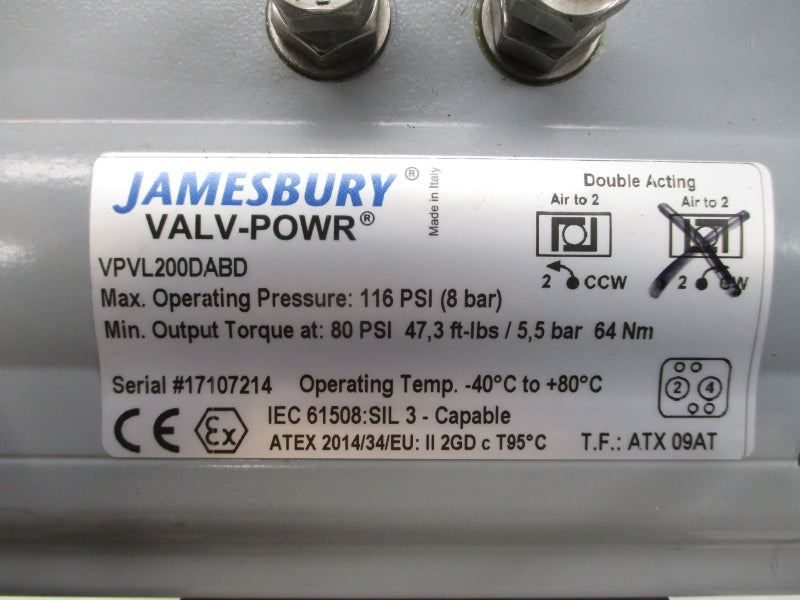 JAMESBURY®
VALV-POWR®
Made in Italy
VPVL200DABD
Max. Operating Pressure: 116 PSI (8 bar)
Min. Output Torque at: 80 PSI 47,3 ft-lbs / 5,5 bar 64 Nm
Serial #17107214 Operating Temp. -40°C to +80°C
IEC 61508:SIL 3 - Capable
ATEX 2014/34/EU: II 2GD c T95°C
CE Ex
Double Acting
Air to 2 Air to 2
2 CCW 2 CW
2 4
T.F.: ATX 09AT